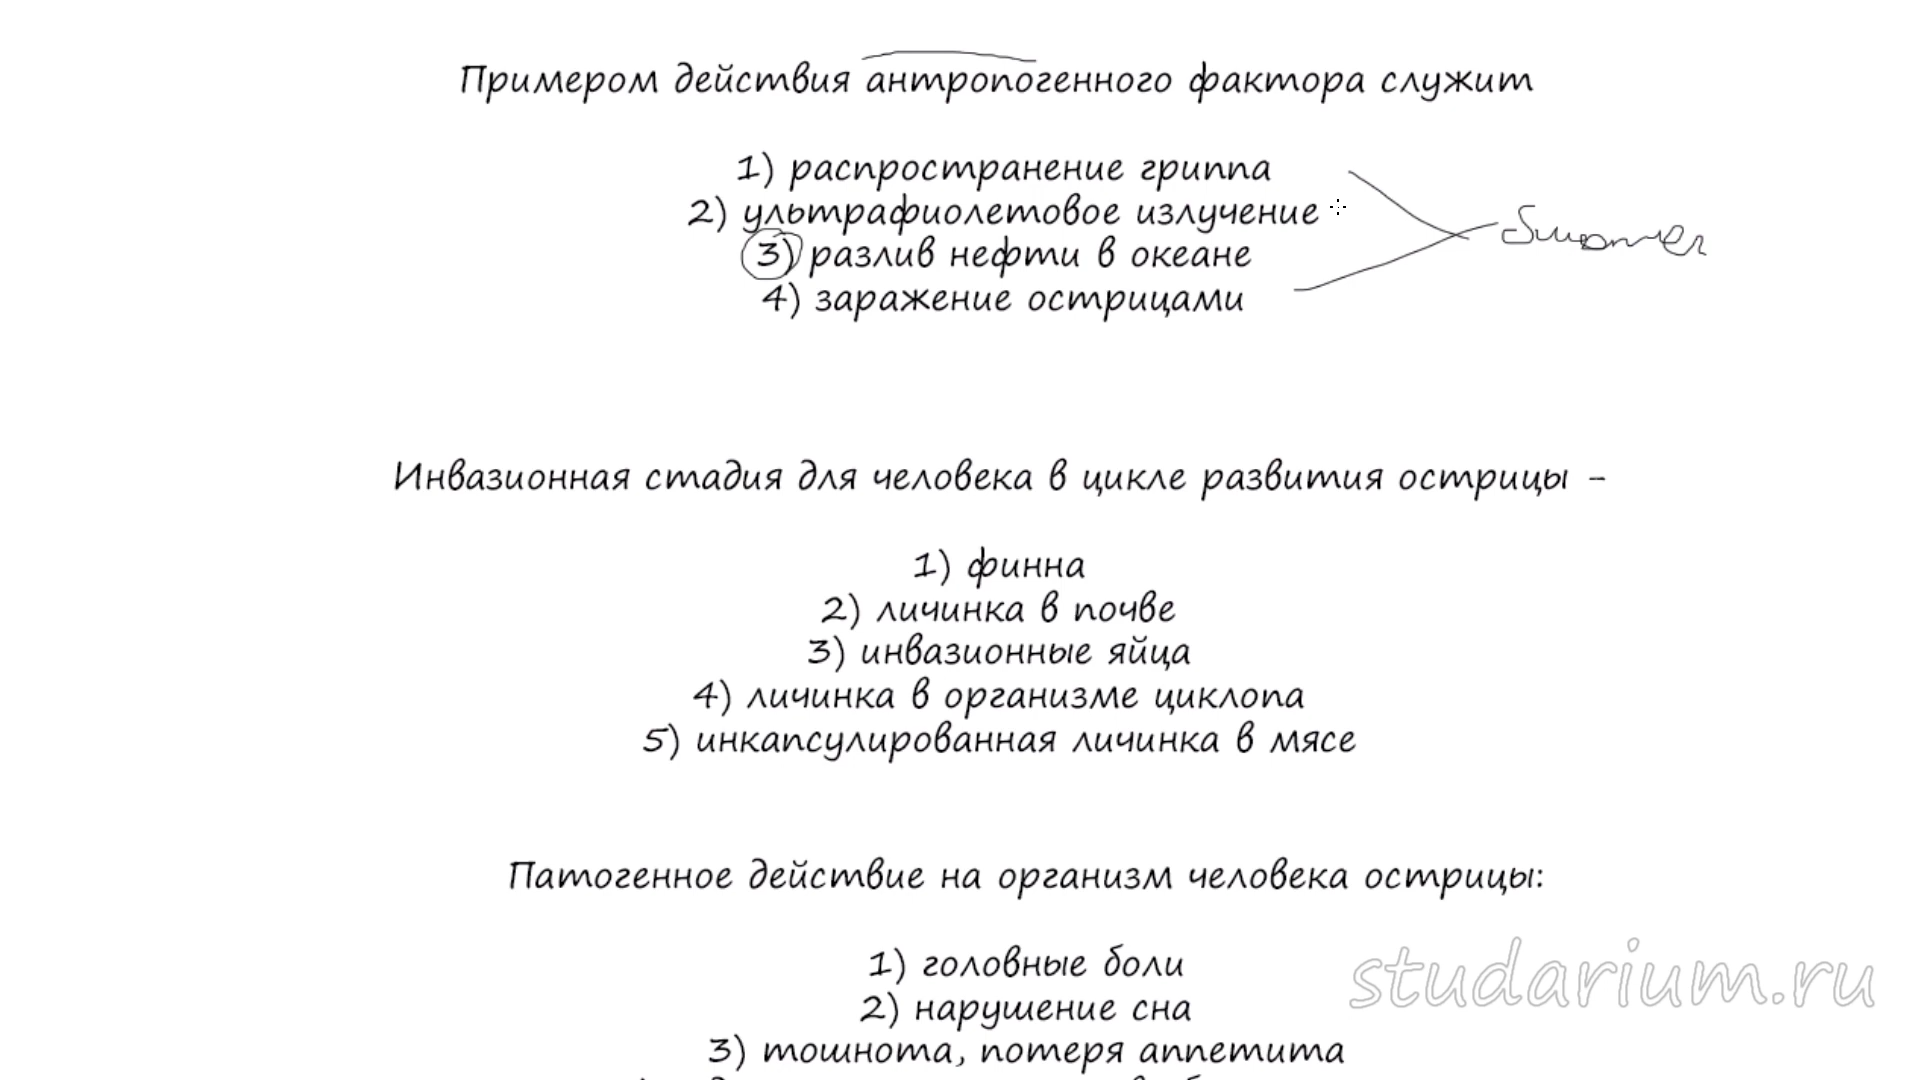 Примером действия антропогенного фактора служит
1) распространение гриппа
2) ультрафиолетовое излучение
3) разлив нефти в океане
4) заражение острицами
Инвазионная стадия для человека в цикле развития острицы -
1) финна
2) личинка в почве
3) инвазионные яйца
4) личинка в организме циклопа
5) инкапсулированная личинка в мясе
Патогенное действие на организм человека острицы:
1) головные боли
2) нарушение сна
3) тошнота, потеря аппетита
studarium.ru